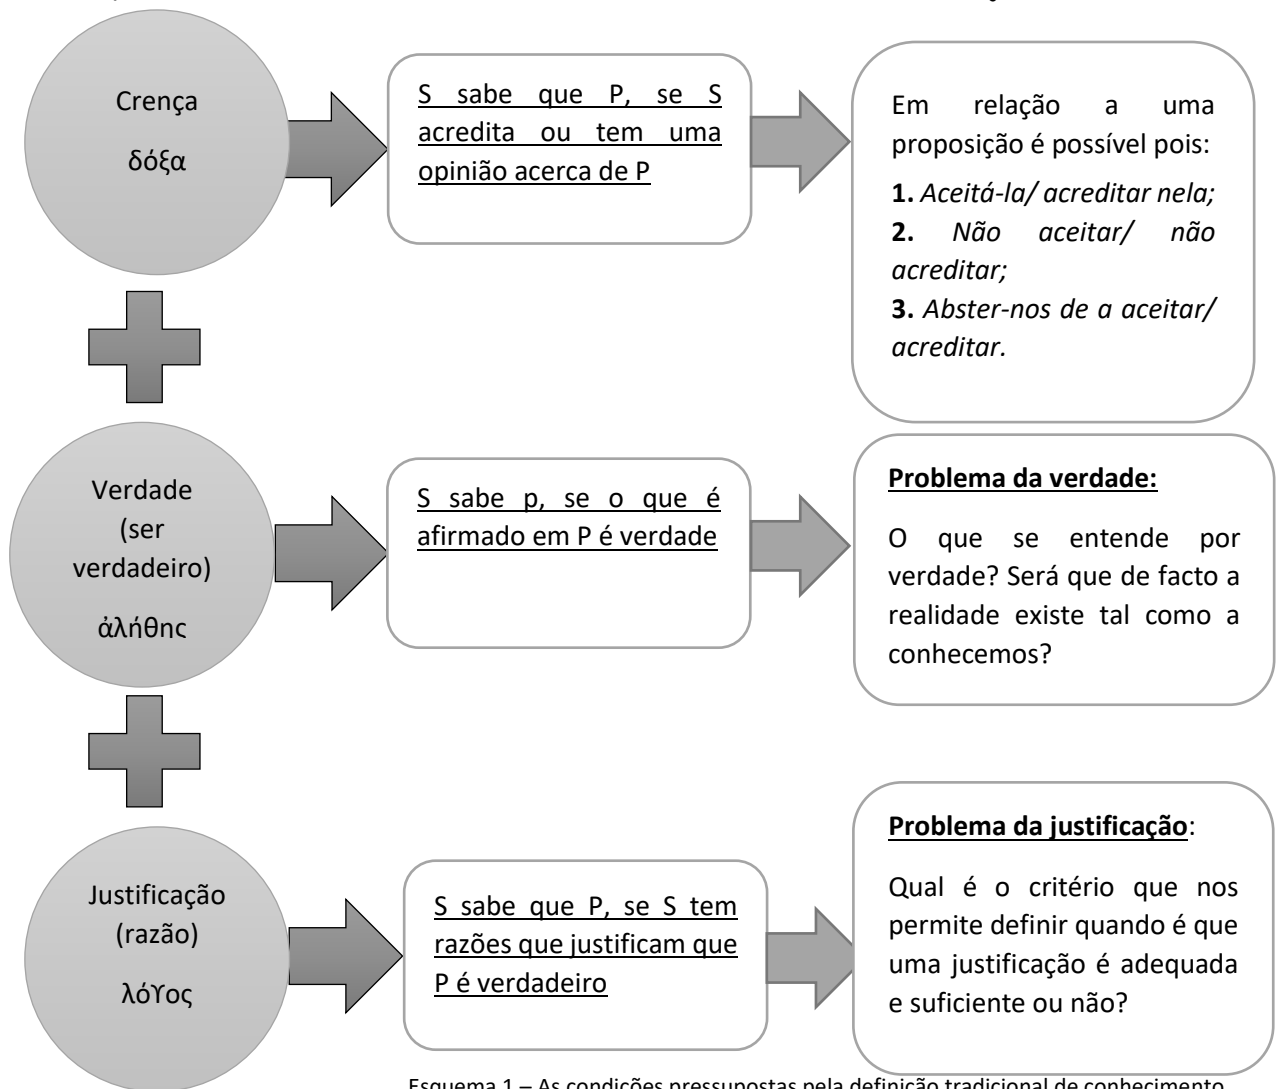 Crença
δόξα
S sabe que P, se S
acredita ou tem uma
opinião acerca de P
Em relação a uma
proposição é possível pois:
1. Aceitá-la/ acreditar nela;
2. Não aceitar/ não
acreditar;
3. Abster-nos de a aceitar/
acreditar.
Verdade
(ser
verdadeiro)
ἀλήθης
S sabe p, se o que é
afirmado em P é verdade
Problema da verdade:
O que se entende por
verdade? Será que de facto a
realidade existe tal como a
conhecemos?
Justificação
(razão)
λόϒος
S sabe que P, se S tem
razões que justificam que
P é verdadeiro
Problema da justificação:
Qual é o critério que nos
permite definir quando é que
uma justificação é adequada
e suficiente ou não?
Esquema 1 – As condições pressupostas pela definição tradicional de conhecimento